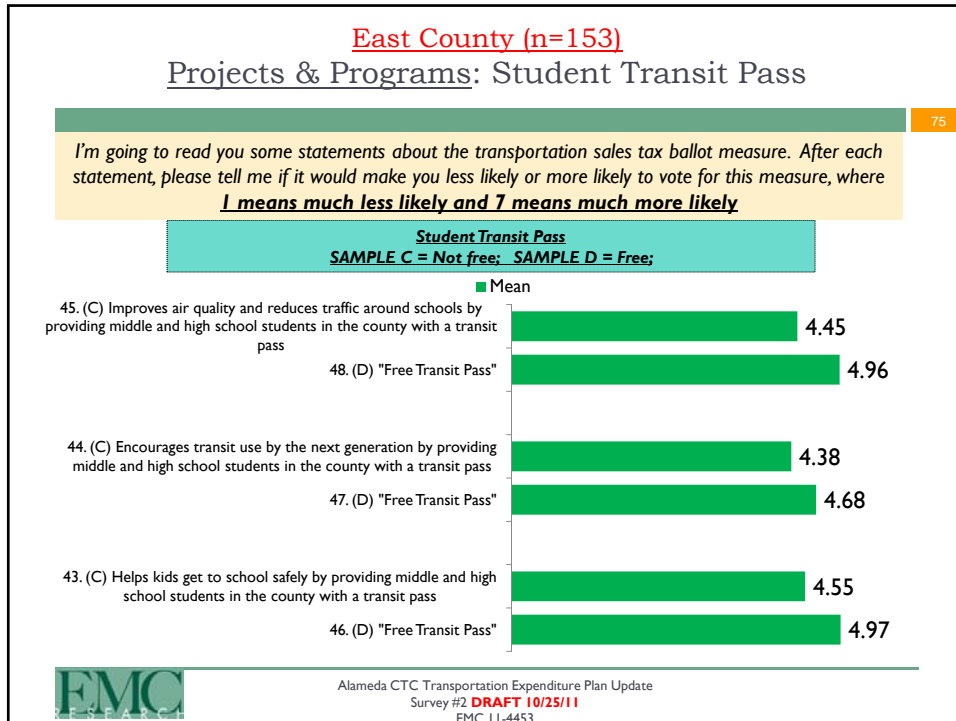 East County (n=153)
Projects & Programs: Student Transit Pass
75
I'm going to read you some statements about the transportation sales tax ballot measure. After each
statement, please tell me if it would make you less likely or more likely to vote for this measure, where
1 means much less likely and 7 means much more likely
Student Transit Pass
SAMPLE C = Not free; SAMPLE D = Free;
Mean
45. (C) Improves air quality and reduces traffic around schools by
providing middle and high school students in the county with a transit
pass
4.45
48. (D) "Free Transit Pass"
4.96
44. (C) Encourages transit use by the next generation by providing
middle and high school students in the county with a transit pass
4.38
47. (D) "Free Transit Pass"
4.68
43. (C) Helps kids get to school safely by providing middle and high
school students in the county with a transit pass
4.55
46. (D) "Free Transit Pass"
4.97
EMC
RESEARCH
Alameda CTC Transportation Expenditure Plan Update
Survey #2 DRAFT 10/25/11
EMC 11-4453